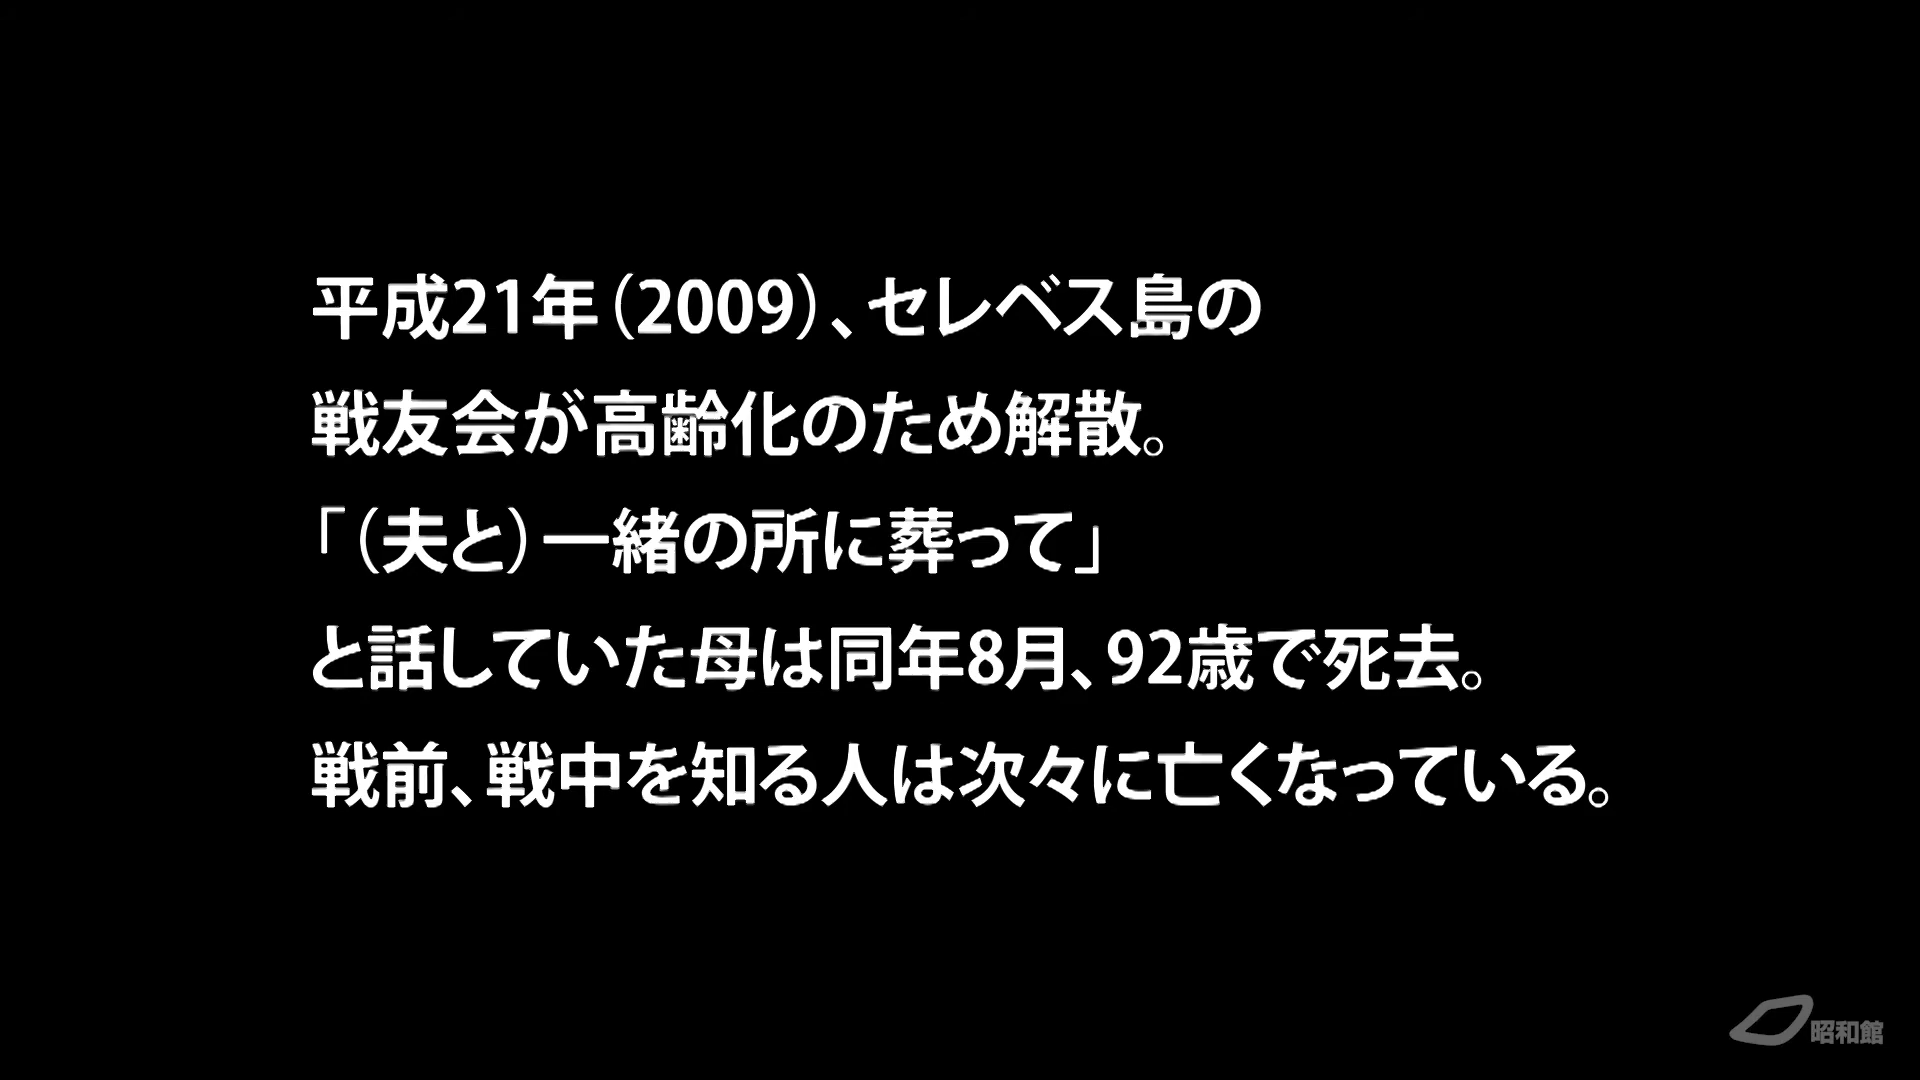 平成21年（2009）、セレベス島の
戦友会が高齢化のため解散。
「（夫と）一緒の所に葬って」
と話していた母は同年8月、92歳で死去。
戦前、戦中を知る人は次々に亡くなっている。
昭和館